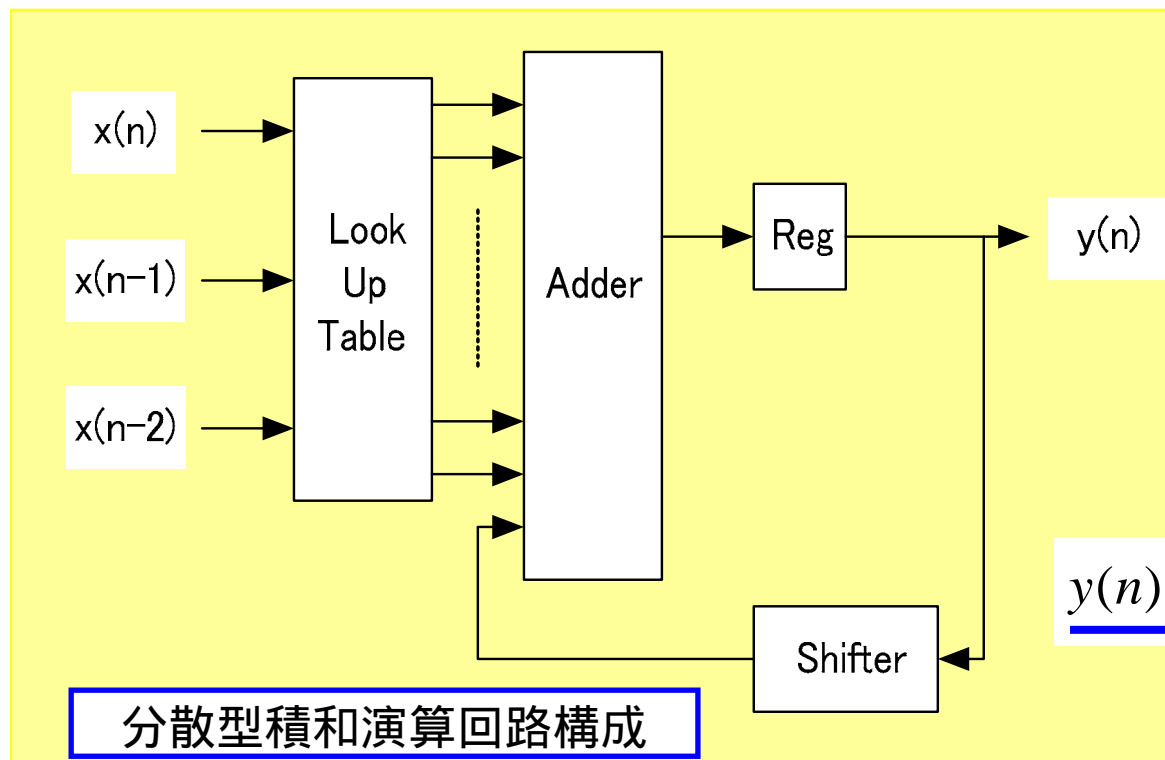 x(n)
x(n-1)
x(n-2)
Look
Up
Table
Adder
Reg
y(n)
y(n)
Shifter
分散型積和演算回路構成